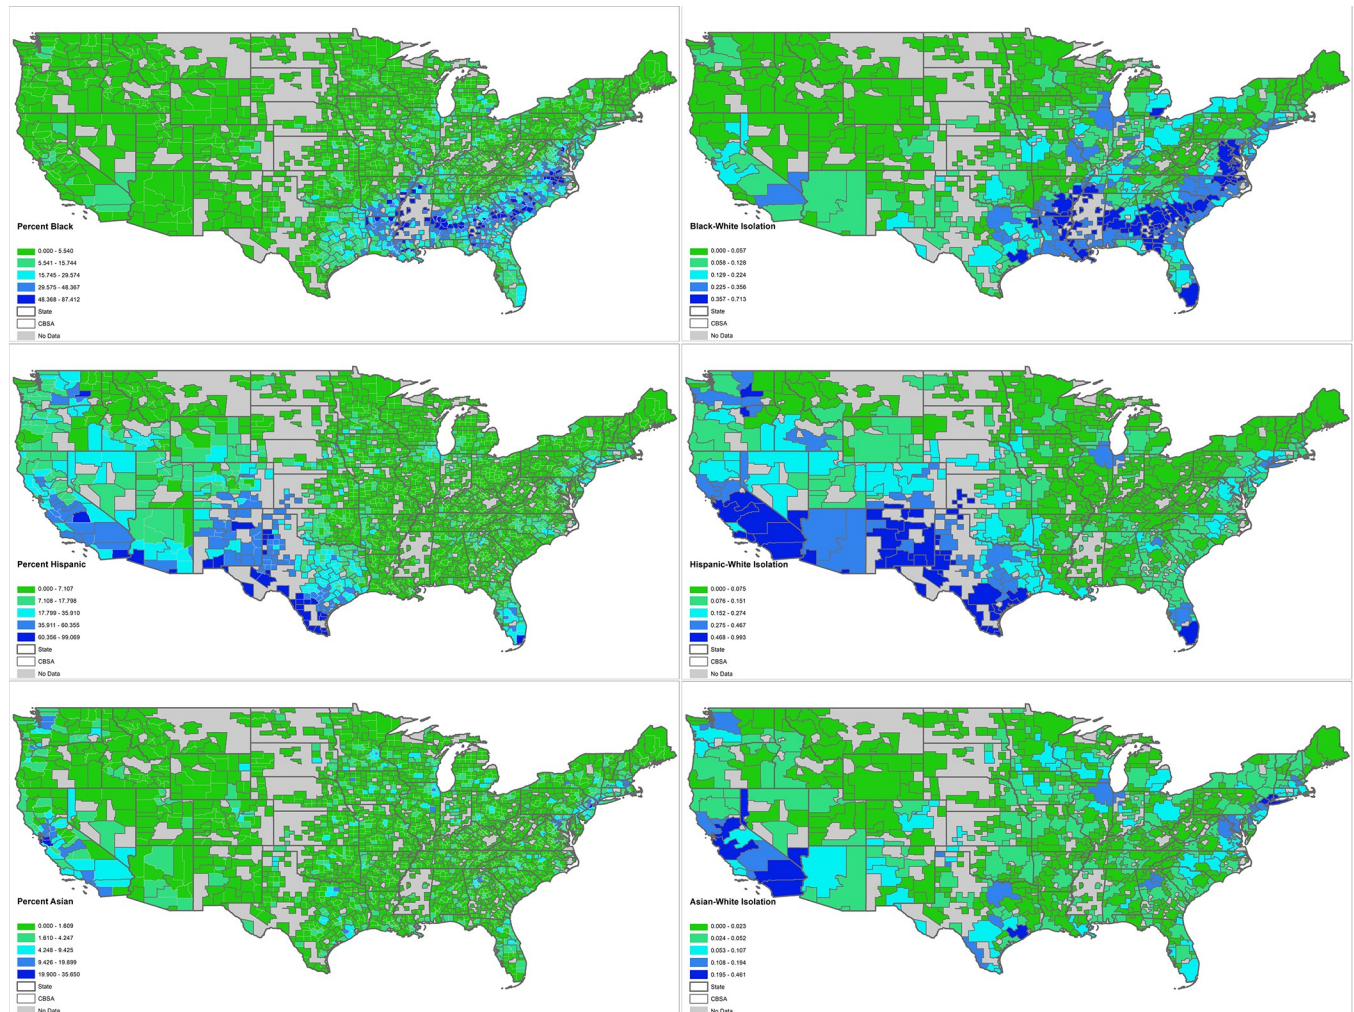 Percent Black
0.000 - 5.540
5.541 - 15.744
15.745 - 29.574
29.575 - 48.367
48.368 - 87.412
State
CBSA
No Data
Black-White Isolation
0.000 - 0.057
0.058 - 0.128
0.129 - 0.224
0.225 - 0.356
0.357 - 0.713
State
CBSA
No Data
Percent Hispanic
0.000 - 7.107
7.108 - 17.798
17.799 - 35.910
35.911 - 60.355
60.356 - 99.069
State
CBSA
No Data
Hispanic-White Isolation
0.000 - 0.075
0.076 - 0.151
0.152 - 0.274
0.275 - 0.467
0.468 - 0.993
State
CBSA
No Data
Percent Asian
0.000 - 1.609
1.610 - 4.247
4.248 - 9.425
9.426 - 19.899
19.900 - 35.650
State
CBSA
No Data
Asian-White Isolation
0.000 - 0.023
0.024 - 0.052
0.053 - 0.107
0.108 - 0.194
0.195 - 0.461
State
CBSA
No Data